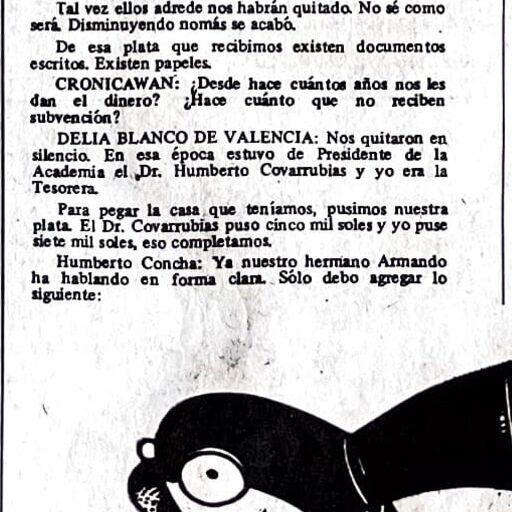 Tal vez ellos adrede nos habrán quitado. No sé como
será. Disminuyendo nomás se acabó.
De esa plata que recibimos existen documentos
escritos. Existen papeles.
CRONICAWAN: ¿Desde hace cuántos años nos les
dan el dinero? ¿Hace cuánto que no reciben
subvención?
DELIA BLANCO DE VALENCIA: Nos quitaron en
silencio. En esa época estuvo de Presidente de la
Academia el Dr. Humberto Covarrubias y yo era la
Tesorera.
Para pegar la casa que teníamos, pusimos nuestra
plata. El Dr. Covarrubias puso cinco mil soles y yo puse
siete mil soles, eso completamos.
Humberto Concha: Ya nuestro hermano Armando
ha hablando en forma clara. Sólo debo agregar lo
siguiente: